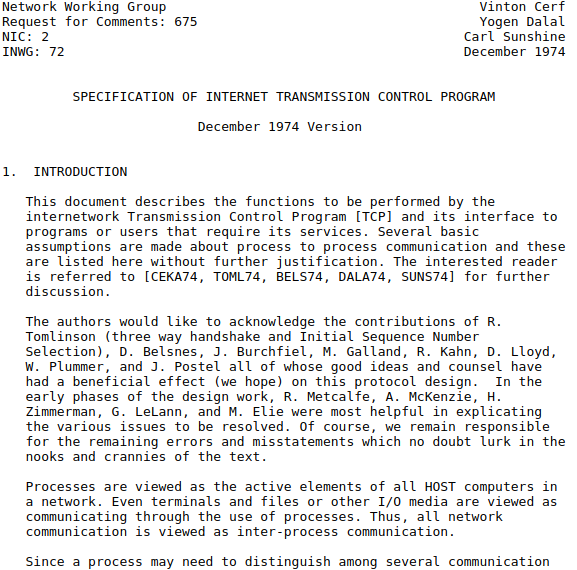 Network Working Group                                        Vinton Cerf
Request for Comments: 675                                    Yogen Dalal
NIC: 2                                                     Carl Sunshine
INWG: 72                                                   December 1974
SPECIFICATION OF INTERNET TRANSMISSION CONTROL PROGRAM
December 1974 Version
1.  INTRODUCTION
This document describes the functions to be performed by the
internetwork Transmission Control Program [TCP] and its interface to
programs or users that require its services. Several basic
assumptions are made about process to process communication and these
are listed here without further justification. The interested reader
is referred to [CEKA74, TOML74, BELS74, DALA74, SUNS74] for further
discussion.
The authors would like to acknowledge the contributions of R.
Tomlinson (three way handshake and Initial Sequence Number
Selection), D. Belsnes, J. Burchfiel, M. Galland, R. Kahn, D. Lloyd,
W. Plummer, and J. Postel all of whose good ideas and counsel have
had a beneficial effect (we hope) on this protocol design.  In the
early phases of the design work, R. Metcalfe, A. McKenzie, H.
Zimmerman, G. LeLann, and M. Elie were most helpful in explicating
the various issues to be resolved. Of course, we remain responsible
for the remaining errors and misstatements which no doubt lurk in the
nooks and crannies of the text.
Processes are viewed as the active elements of all HOST computers in
a network. Even terminals and files or other I/O media are viewed as
communicating through the use of processes. Thus, all network
communication is viewed as inter-process communication.
Since a process may need to distinguish among several communication